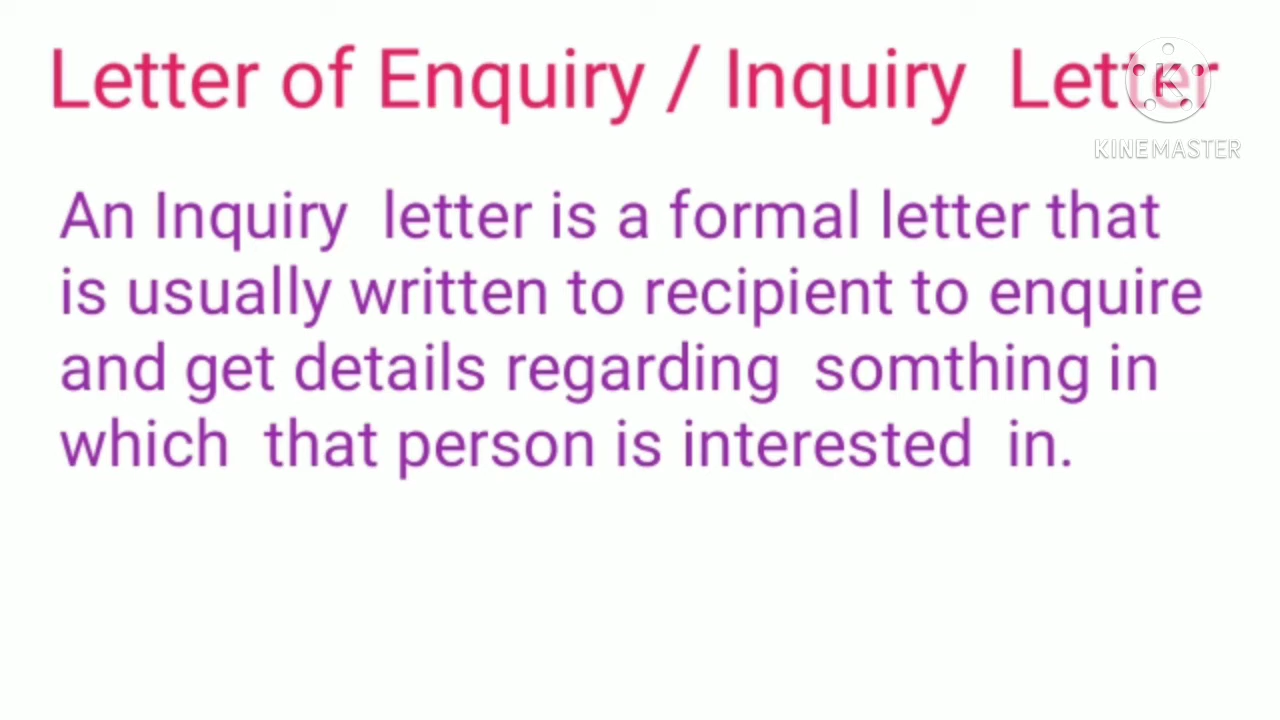 Letter of Enquiry / Inquiry Letter
KINEMASTER
An Inquiry letter is a formal letter that
is usually written to recipient to enquire
and get details regarding somthing in
which that person is interested in.